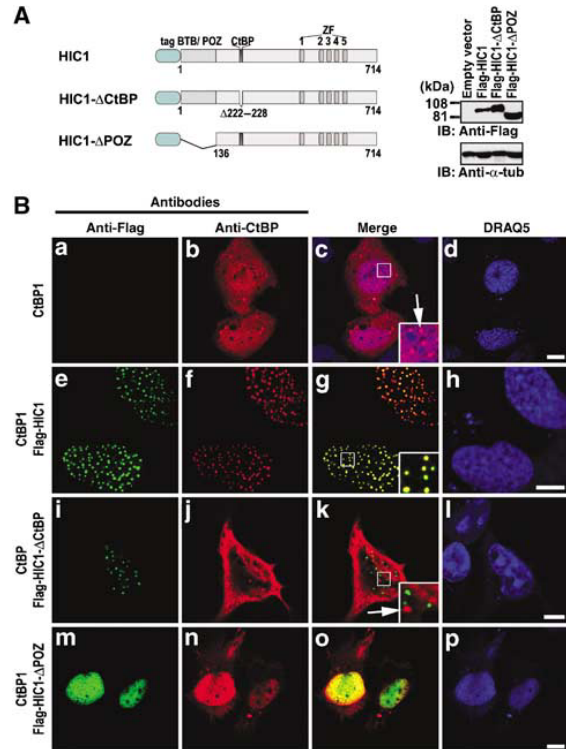 A
tag BTB/ POZ CtBP ZF
1 2 3 4 5
HIC1
1 714
HIC1-ΔCtBP
1 714
Δ222–228
HIC1-ΔPOZ
136 714
Empty vector
Flag-HIC1
Flag-HIC1-ΔCtBP
Flag-HIC1-ΔPOZ
(kDa)
108
81
IB: Anti-Flag
IB: Anti-α-tub
B
Antibodies
Anti-Flag Anti-CtBP Merge DRAQ5
CtBP1
a b c d
CtBP1
Flag-HIC1
e f g h
CtBP
Flag-HIC1-ΔCtBP
i j k l
CtBP1
Flag-HIC1-ΔPOZ
m n o p